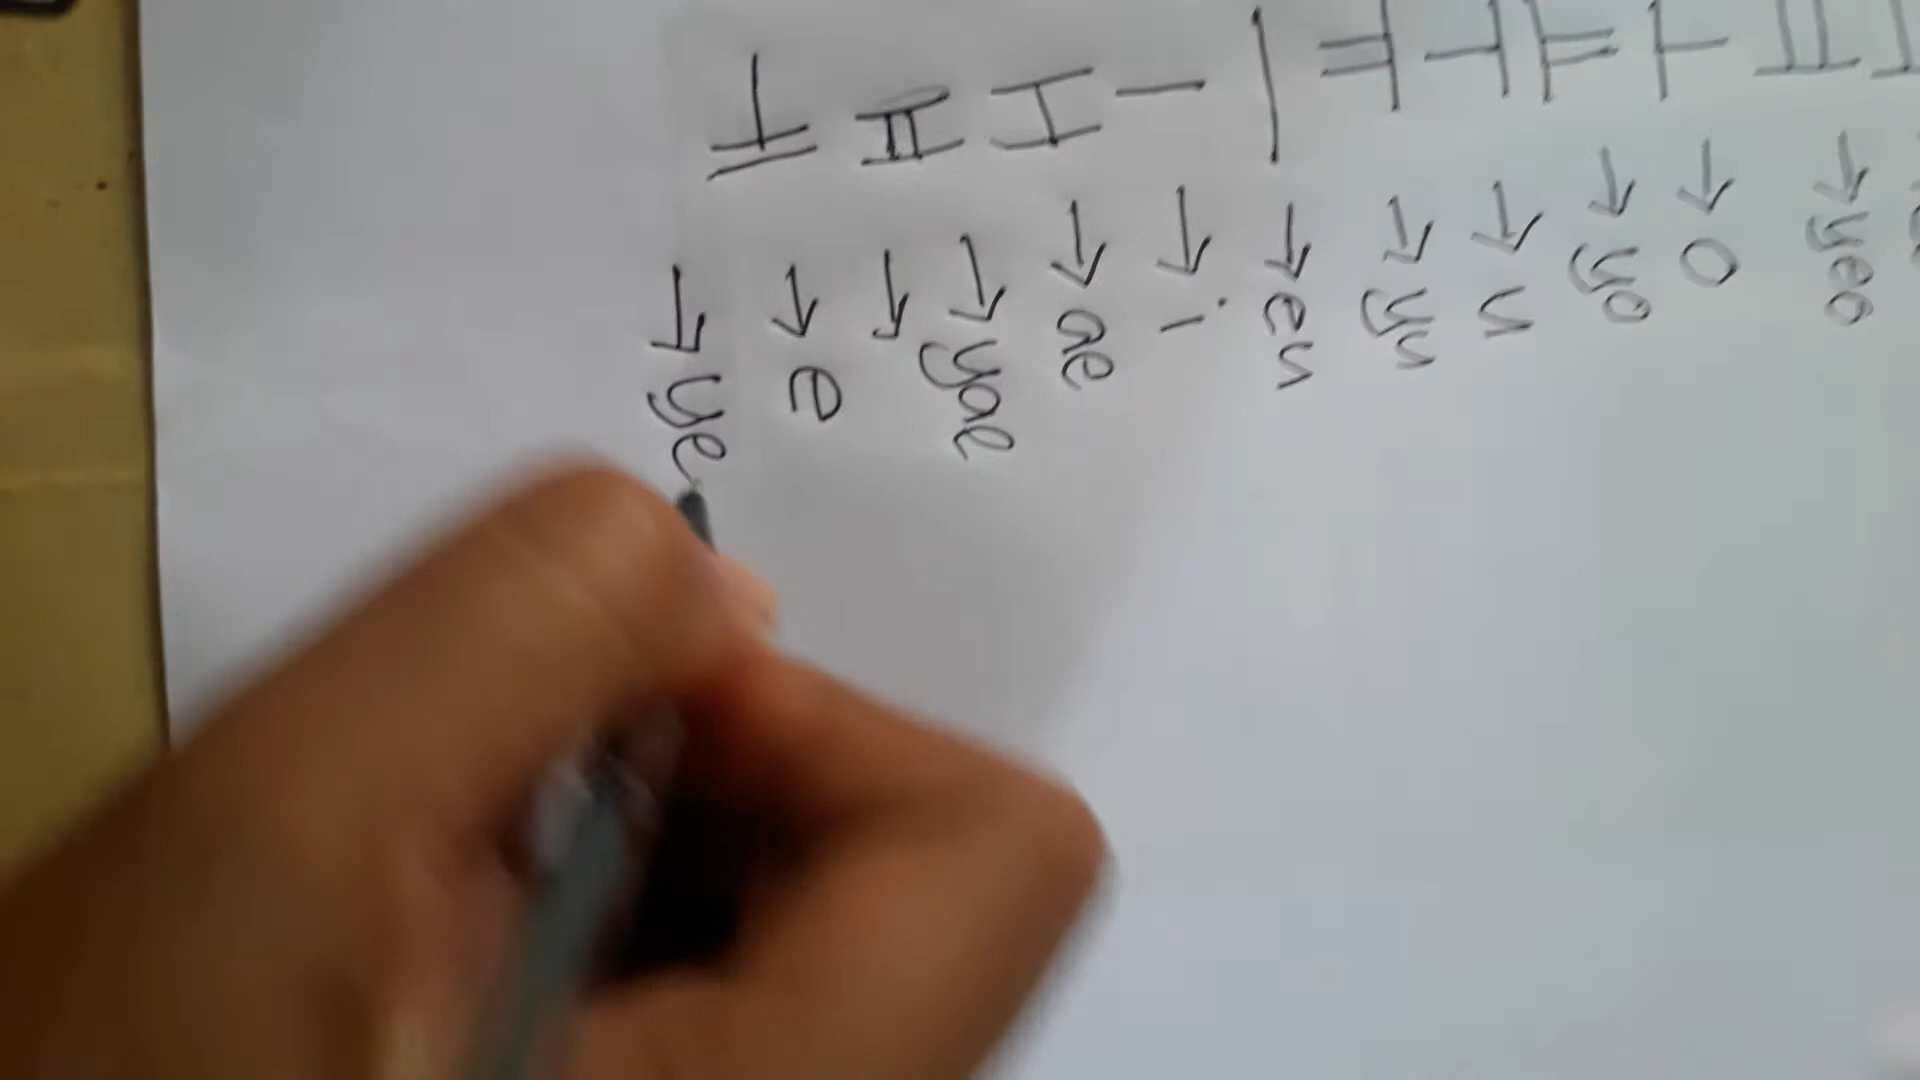 ㅕ → yeo
ㅗ → o
ㅛ → yo
ㅜ → u
ㅠ → yu
ㅡ → eu
ㅣ → i
ㅐ → ae
ㅒ → yae
→
ㅔ → e
→ ye